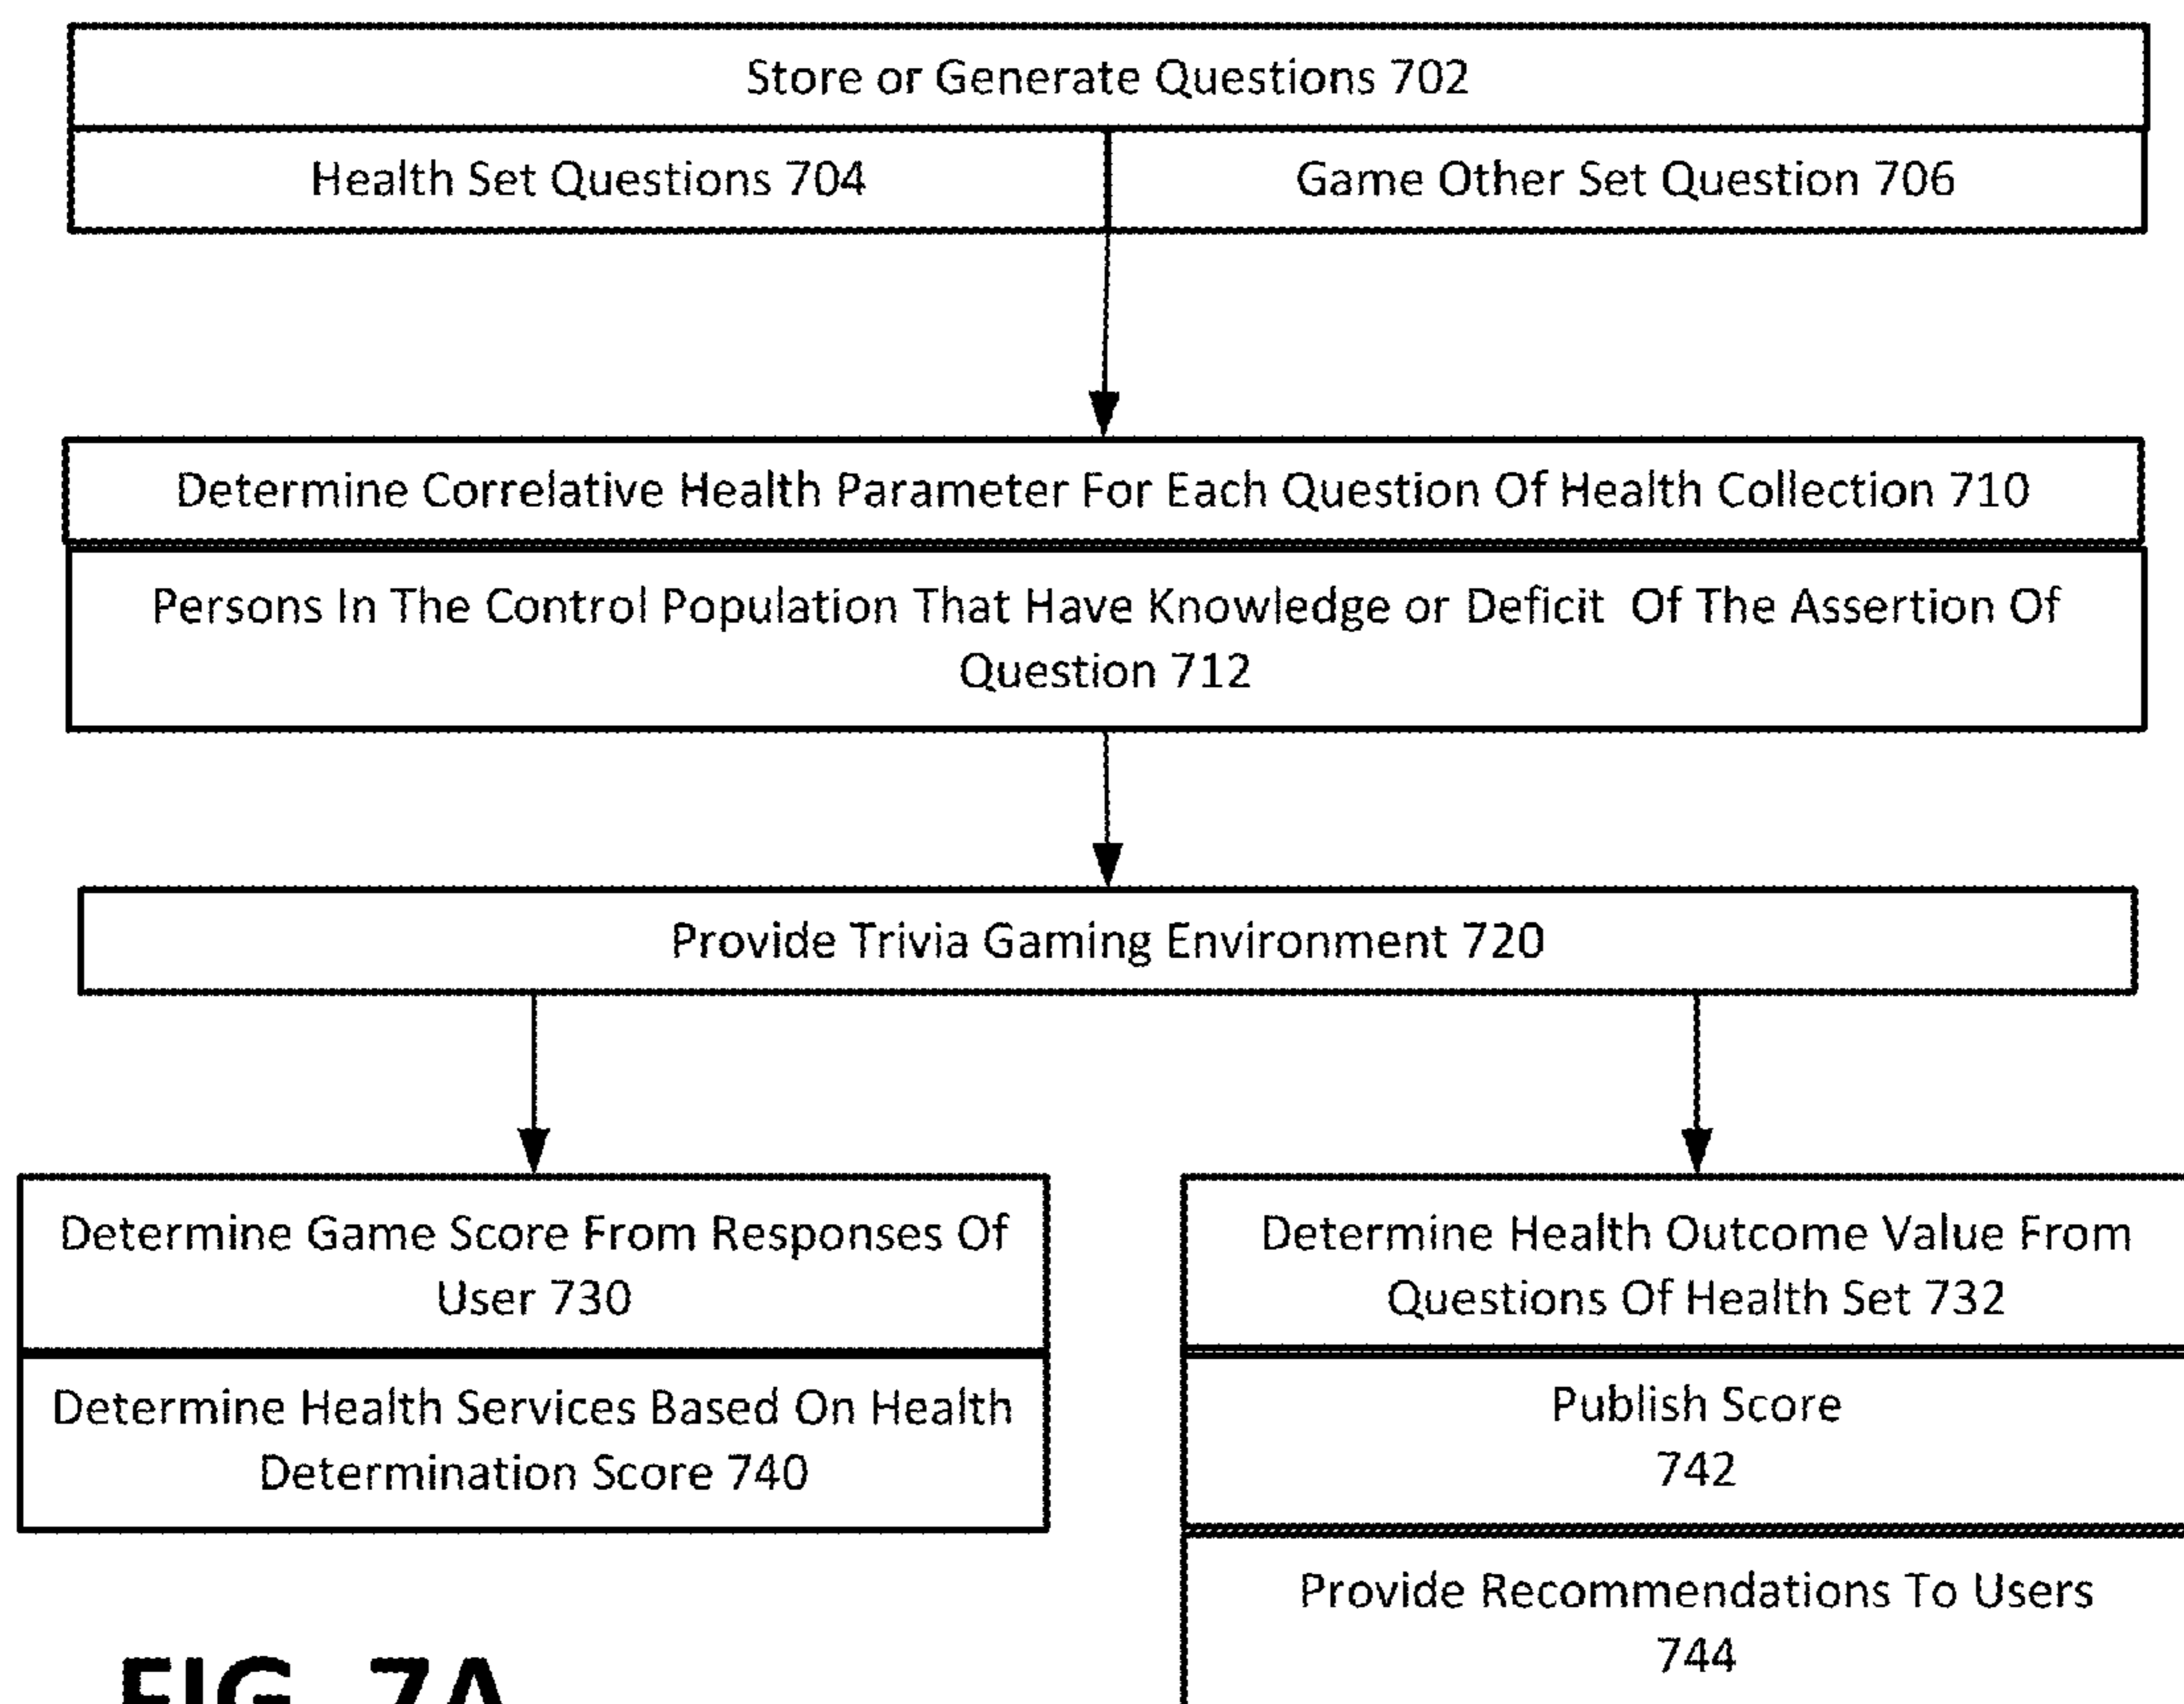 Store or Generate Questions 702
Health Set Questions 704
Game Other Set Question 706
Determine Correlative Health Parameter For Each Question Of Health Collection 710
Persons In The Control Population That Have Knowledge or Deficit Of The Assertion Of
Question 712
Provide Trivia Gaming Environment 720
Determine Game Score From Responses Of
User 730
Determine Health Services Based On Health
Determination Score 740
Determine Health Outcome Value From
Questions Of Health Set 732
Publish Score
742
Provide Recommendations To Users
744
FIG. 7A